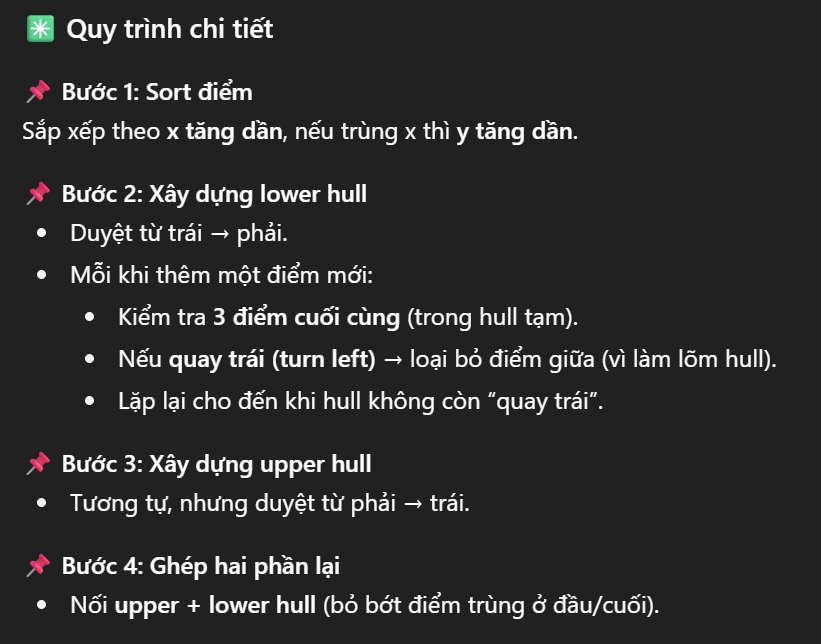 ✳️ Quy trình chi tiết
📌 Bước 1: Sort điểm
Sắp xếp theo x tăng dần, nếu trùng x thì y tăng dần.
📌 Bước 2: Xây dựng lower hull
• Duyệt từ trái → phải.
• Mỗi khi thêm một điểm mới:
• Kiểm tra 3 điểm cuối cùng (trong hull tạm).
• Nếu quay trái (turn left) → loại bỏ điểm giữa (vì làm lõm hull).
• Lặp lại cho đến khi hull không còn “quay trái”.
📌 Bước 3: Xây dựng upper hull
• Tương tự, nhưng duyệt từ phải → trái.
📌 Bước 4: Ghép hai phần lại
• Nối upper + lower hull (bỏ bớt điểm trùng ở đầu/cuối).